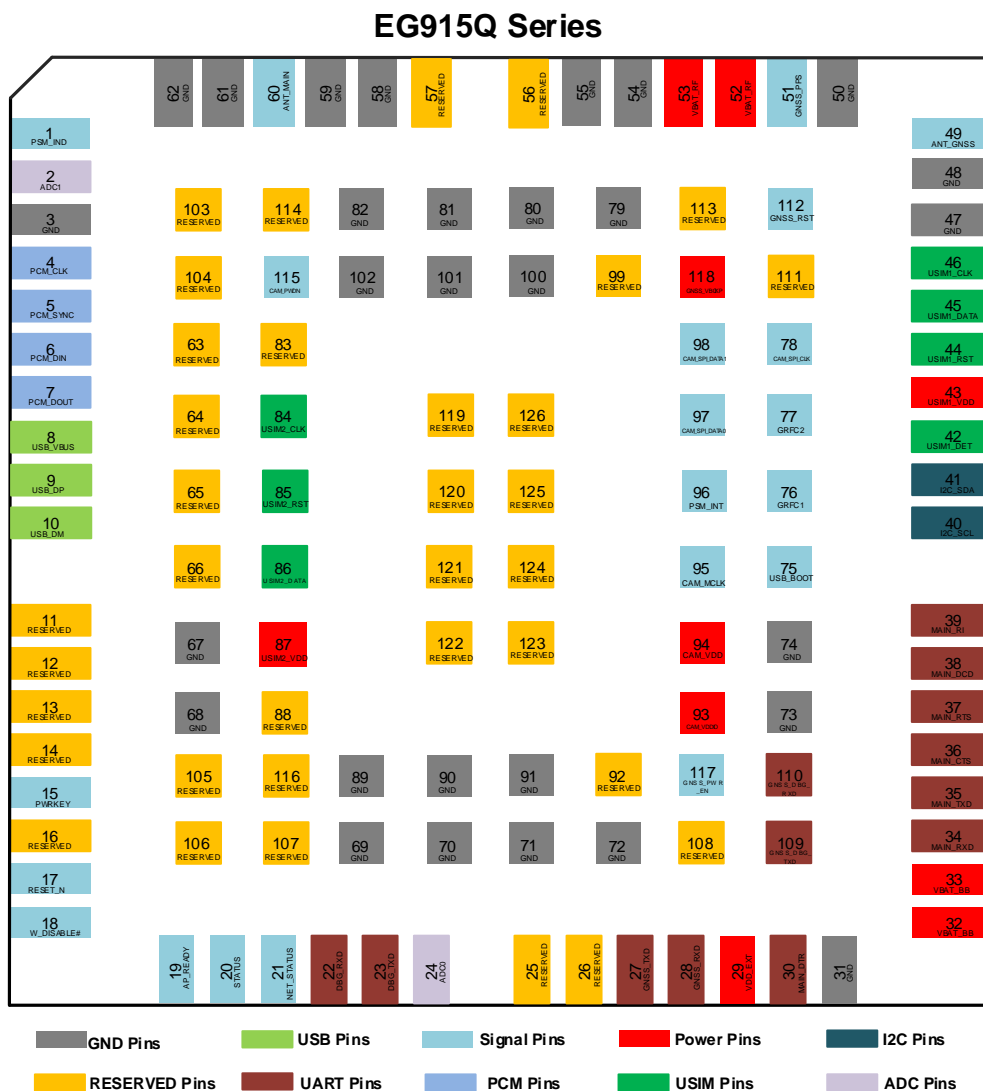 EG915Q Series
62
GND
61
GND
60
ANT_MAIN
59
GND
58
GND
57
RESERVED
56
RESERVED
55
GND
54
GND
53
VBAT_RF
52
VBAT_RF
51
GNSS_PPS
50
GND
1
PSM_IND
2
ADC1
3
GND
4
PCM_CLK
5
PCM_SYNC
6
PCM_DIN
7
PCM_DOUT
8
USB_VBUS
9
USB_DP
10
USB_DM
11
RESERVED
12
RESERVED
13
RESERVED
14
RESERVED
15
PWRKEY
16
RESERVED
17
RESET_N
18
W_DISABLE#
103
RESERVED
114
RESERVED
82
GND
81
GND
80
GND
79
GND
113
RESERVED
112
GNSS_RST
104
RESERVED
115
CAM_PWDN
102
GND
101
GND
100
GND
99
RESERVED
118
111
RESERVED
63
RESERVED
83
RESERVED
98
CAM_SPI_DATA1
78
CAM_SPI_CLK
64
RESERVED
84
USIM2_CLK
119
RESERVED
126
RESERVED
97
CAM_SPI_DATA0
77
GRFC2
65
RESERVED
85
USIM2_RST
120
RESERVED
125
RESERVED
96
PSM_INT
76
GRFC1
66
RESERVED
86
USIM2_DATA
121
RESERVED
124
RESERVED
95
CAM_MCLK
75
USB_BOOT
67
GND
87
USIM2_VDD
122
RESERVED
123
RESERVED
94
CAM_VDD
74
GND
68
GND
88
RESERVED
93
CAM_VDDD
73
GND
105
RESERVED
116
RESERVED
89
GND
90
GND
91
GND
92
RESERVED
117
GNSS_PWR
_EN
110
GNSS_DBG_
RXD
106
RESERVED
107
RESERVED
69
GND
70
GND
71
GND
72
GND
108
RESERVED
109
GNSS_DBG_
TXD
49
ANT_GNSS
48
GND
47
GND
46
USIM1_CLK
45
USIM1_DATA
44
USIM1_RST
43
USIM1_VDD
42
USIM1_DET
41
I2C_SDA
40
I2C_SCL
39
MAIN_RI
38
MAIN_DCD
37
MAIN_RTS
36
MAIN_CTS
35
MAIN_TXD
34
MAIN_RXD
33
VBAT_BB
32
VBAT_BB
19
AP_READY
20
STATUS
21
NET_STATUS
22
DBG_RXD
23
DBG_TXD
24
ADC0
25
RESERVED
26
RESERVED
27
GNSS_TXD
28
GNSS_RXD
29
VDD_EXT
30
MAIN_DTR
31
GND
GND Pins
USB Pins
Signal Pins
Power Pins
I2C Pins
RESERVED Pins
UART Pins
PCM Pins
USIM Pins
ADC Pins